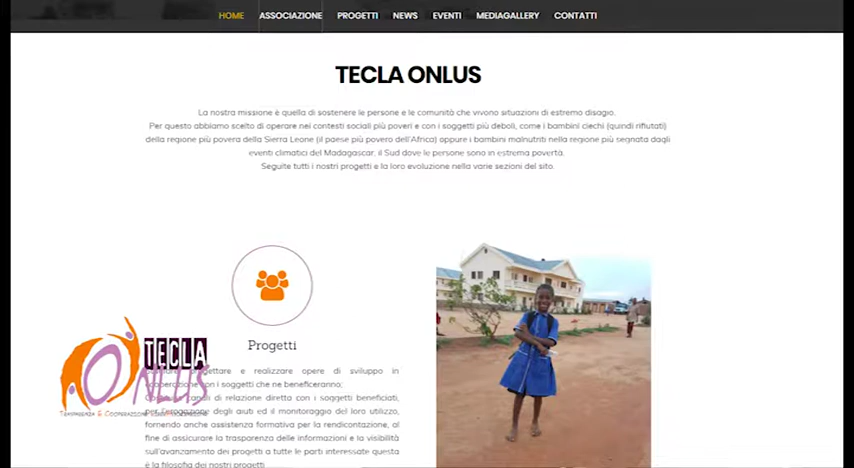 HOME ASSOCIAZIONE PROGETTI NEWS EVENTI MEDIAGALLERY CONTATTI
TECLA ONLUS
La nostra missione è quella di sostenere le persone e le comunità che vivono situazioni di estremo disagio.
Per questo abbiamo scelto di operare nei contesti sociali più poveri e con i soggetti più deboli, come i bambini ciechi (quindi rifiutati)
della regione più povera della Sierra Leone (il paese più povero dell'Africa) oppure i bambini malnutriti nella regione più segnata dagli
eventi climatici del Madagascar, il Sud dove le persone sono in estrema povertà.
Seguite tutti i nostri progetti e la loro evoluzione nella varie sezioni del sito.
Progetti
progettare e realizzare opere di sviluppo in
cooperazione con i soggetti che ne beneficeranno;
canali di relazione diretta con i soggetti beneficiati,
per l'erogazione degli aiuti ed il monitoraggio del loro utilizzo,
fornendo anche assistenza formativa per la rendicontazione, al
fine di assicurare la trasparenza delle informazioni e la visibilità
sull'avanzamento dei progetti a tutte le parti interessate questa
è la filosofia dei nostri progetti
TECLA
ONLUS
Trasparenza & Cooperazione